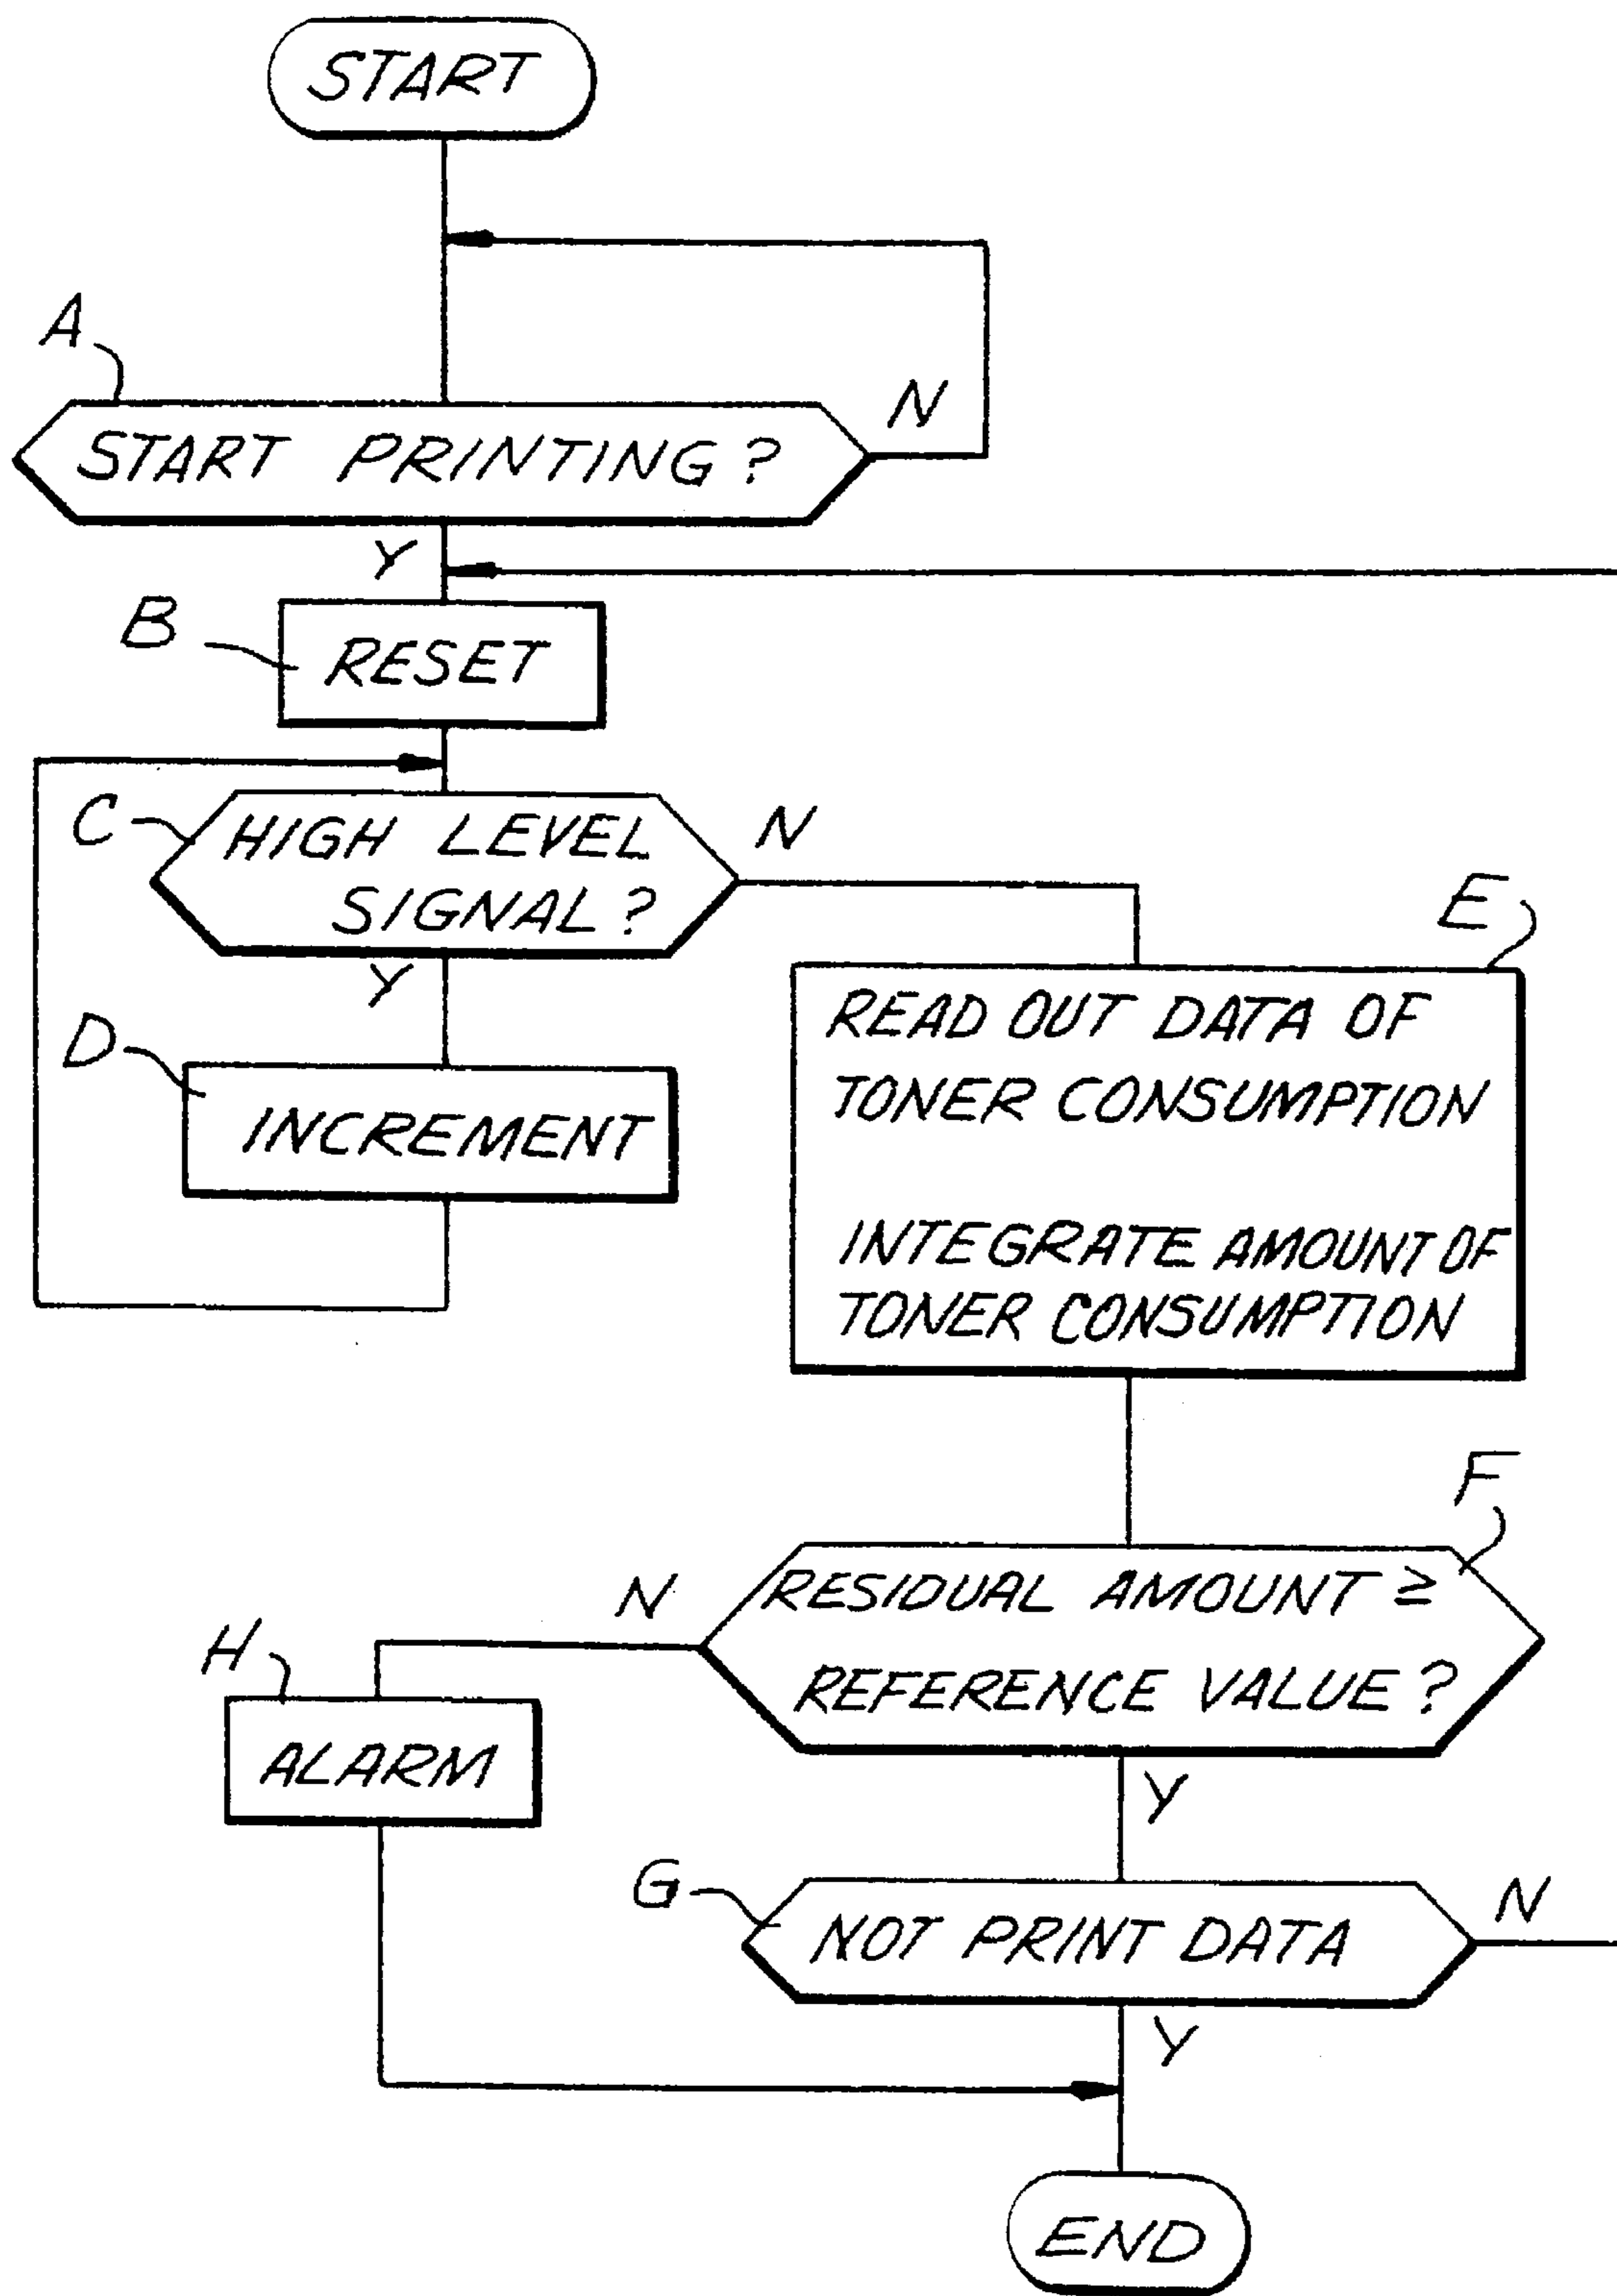 START
A
N
START PRINTING?
Y
B
RESET
C
HIGH LEVEL
SIGNAL?
N
Y
E
READ OUT DATA OF
TONER CONSUMPTION
INTEGRATE AMOUNT OF
TONER CONSUMPTION
D
INCREMENT
F
RESIDUAL AMOUNT ≥
REFERENCE VALUE?
N
H
ALARM
Y
G
NOT PRINT DATA
N
Y
END